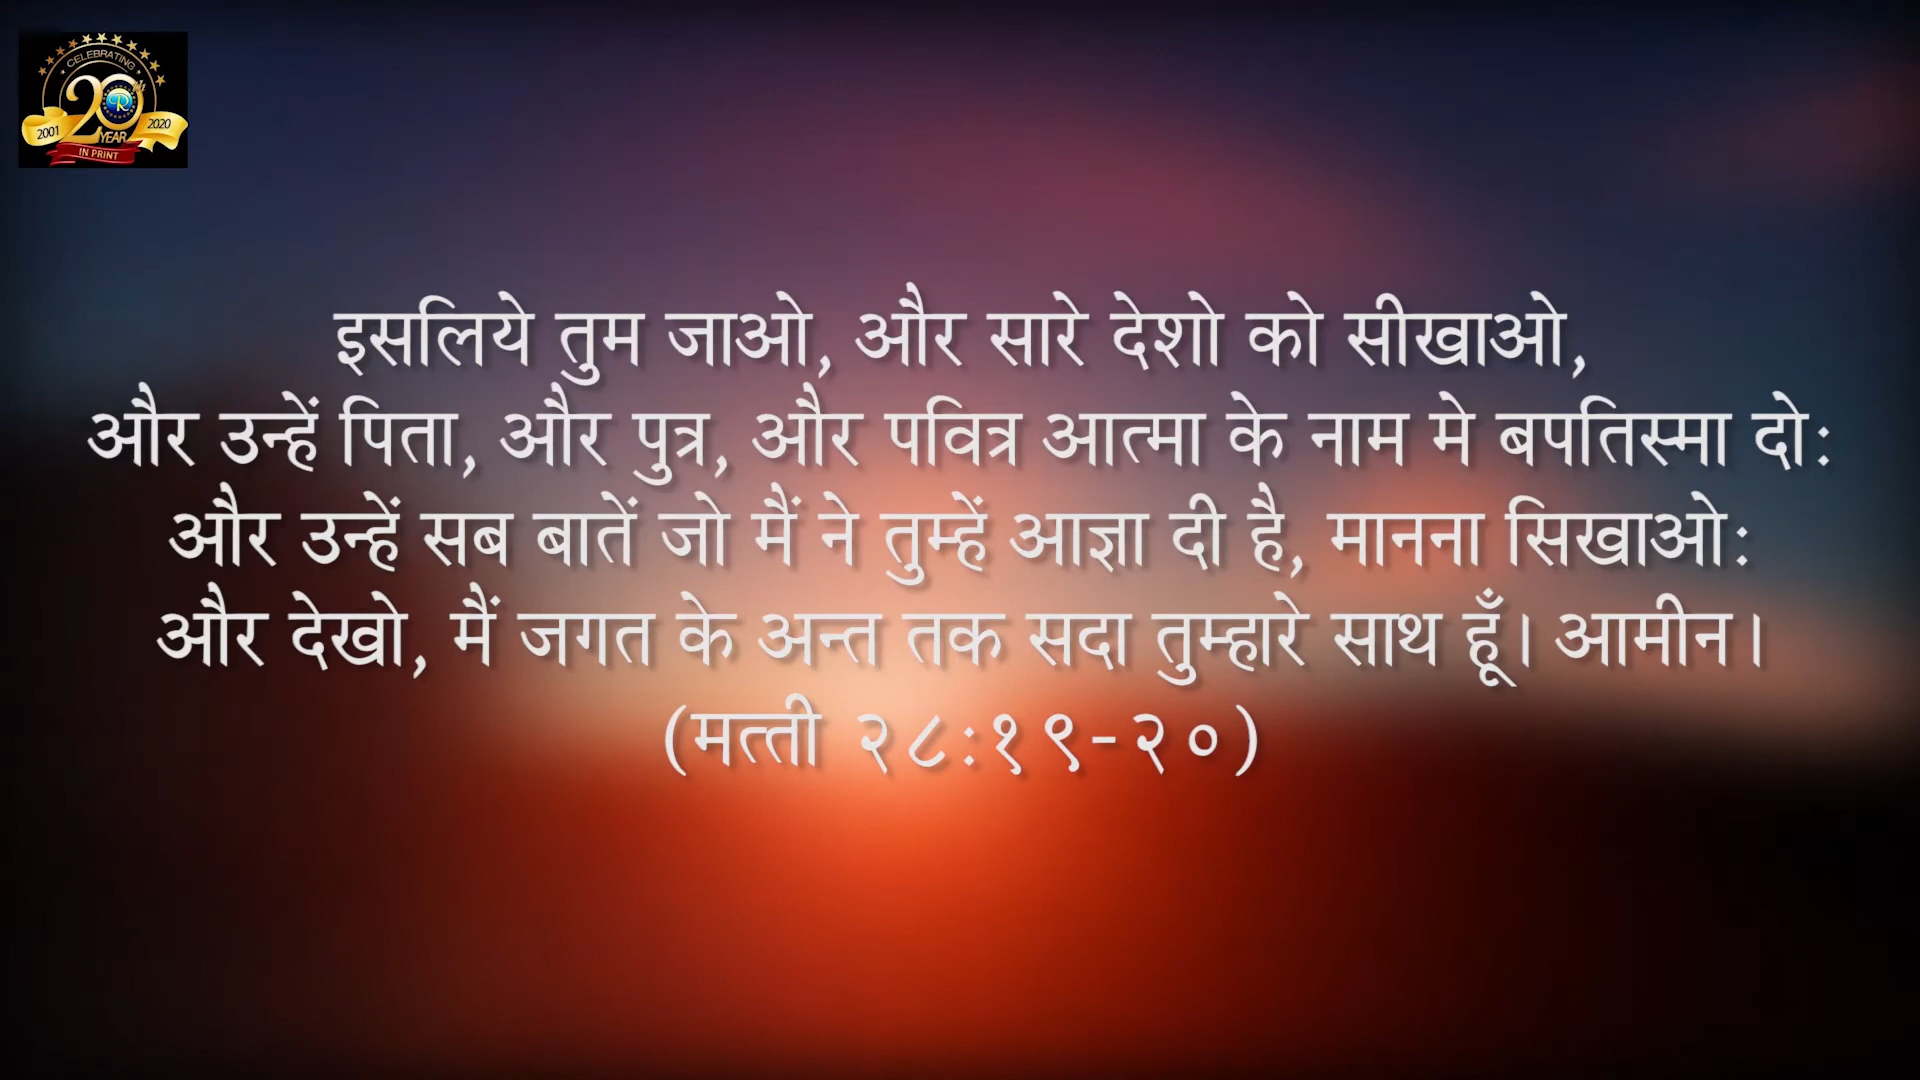 CELEBRATING
20th
R
YEAR
2001
2020
IN PRINT
इसलिये तुम जाओ, और सारे देशो को सीखाओ,
और उन्हें पिता, और पुत्र, और पवित्र आत्मा के नाम मे बपतिस्मा दोः
और उन्हें सब बातें जो मैं ने तुम्हें आज्ञा दी है, मानना सिखाओः
और देखो, मैं जगत के अन्त तक सदा तुम्हारे साथ हूँ। आमीन।
(मत्ती २८:१९-२०)